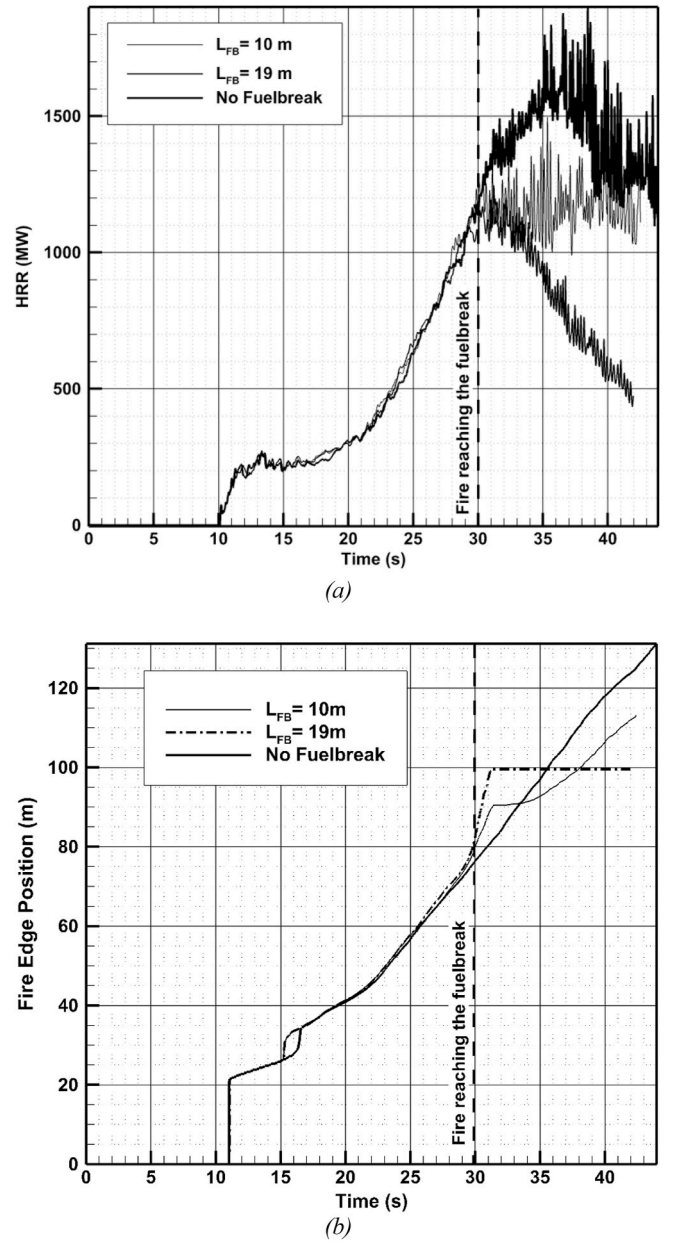 L_FB= 10 m
L_FB= 19 m
No Fuelbreak
HRR (MW)
1500
1000
500
0
Fire reaching the fuelbreak
0 5 10 15 20 25 30 35 40
Time (s)
(a)
L_FB= 10m
L_FB= 19m
No Fuelbreak
Fire Edge Position (m)
120
100
80
60
40
20
0
Fire reaching the fuelbreak
0 5 10 15 20 25 30 35 40
Time (s)
(b)